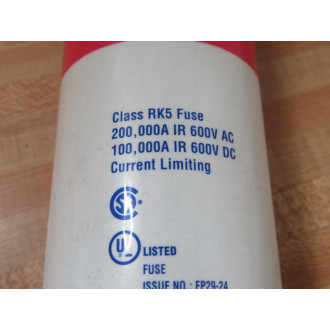 Class RK5 Fuse
200,000A IR 600V AC
100,000A IR 600V DC
Current Limiting
UL LISTED
FUSE
ISSUE NO.: FP29-24